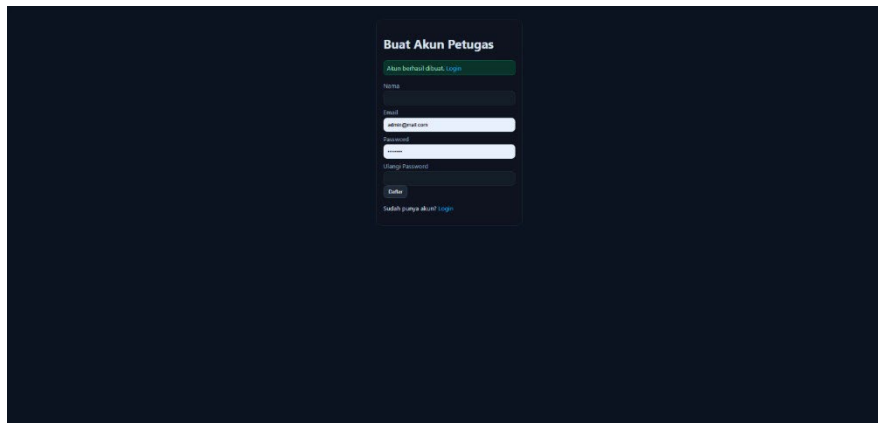 Buat Akun Petugas
Akun berhasil dibuat. Login
Nama
Email
admin@mail.com
Password
•••••••
Ulangi Password
Daftar
Sudah punya akun? Login